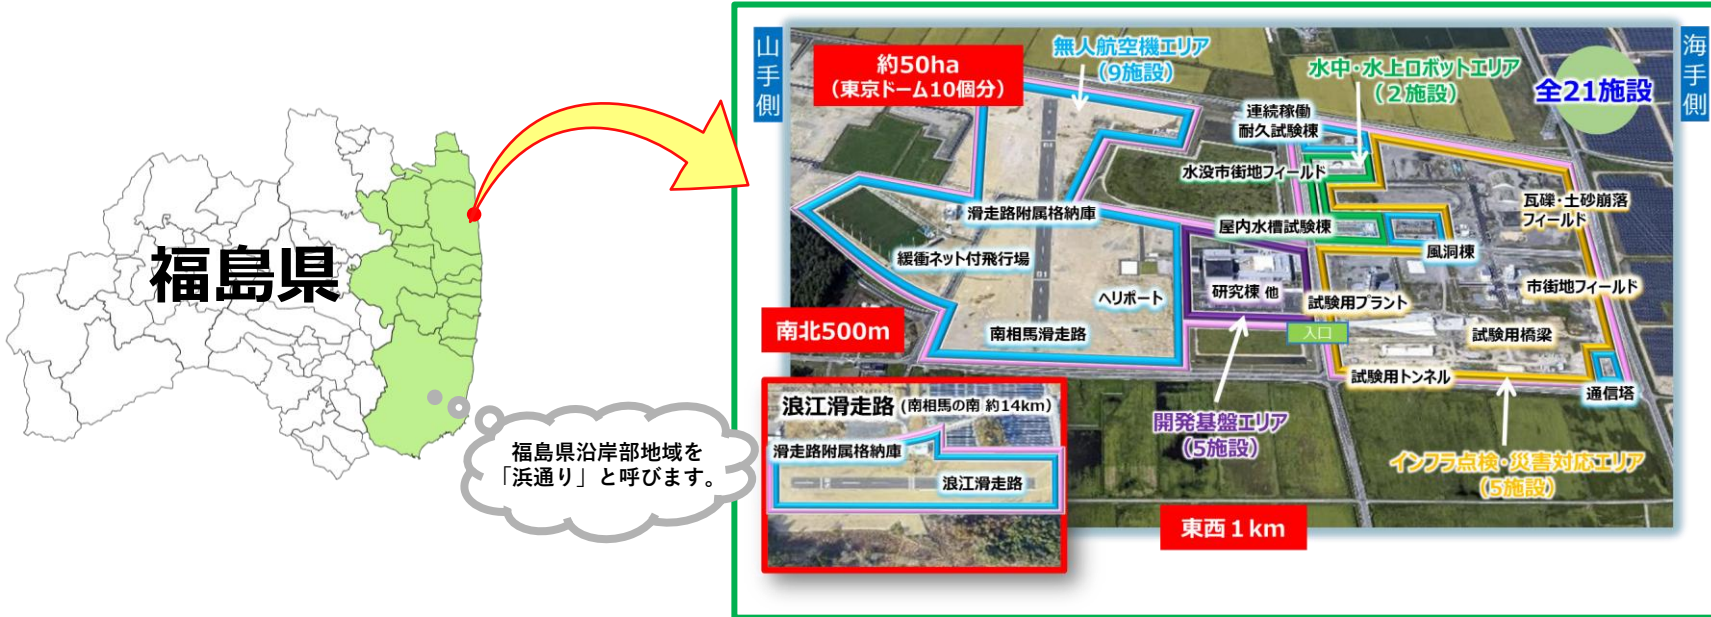 福島県
福島県沿岸部地域を
「浜通り」と呼びます。
山手側
海手側
約50ha
（東京ドーム10個分）
無人航空機エリア
（9施設）
水中・水上ロボットエリア
（２施設）
全21施設
連続稼働
耐久試験棟
水没市街地フィールド
瓦礫・土砂崩落
フィールド
滑走路附属格納庫
屋内水槽試験棟
風洞棟
緩衝ネット付飛行場
ヘリポート
研究棟 他
試験用プラント
市街地フィールド
南北500m
南相馬滑走路
入口
試験用橋梁
試験用トンネル
通信塔
浪江滑走路 (南相馬の南 約14km)
滑走路附属格納庫
浪江滑走路
開発基盤エリア
（5施設）
インフラ点検・災害対応エリア
（5施設）
東西１km